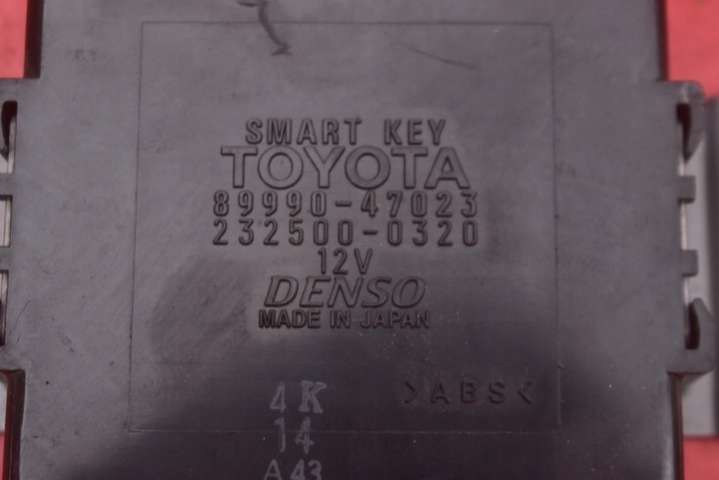 SMART KEY
TOYOTA
89990-47023
232500-0320
12V
DENSO
MADE IN JAPAN
4K
>ABS<
14
A43